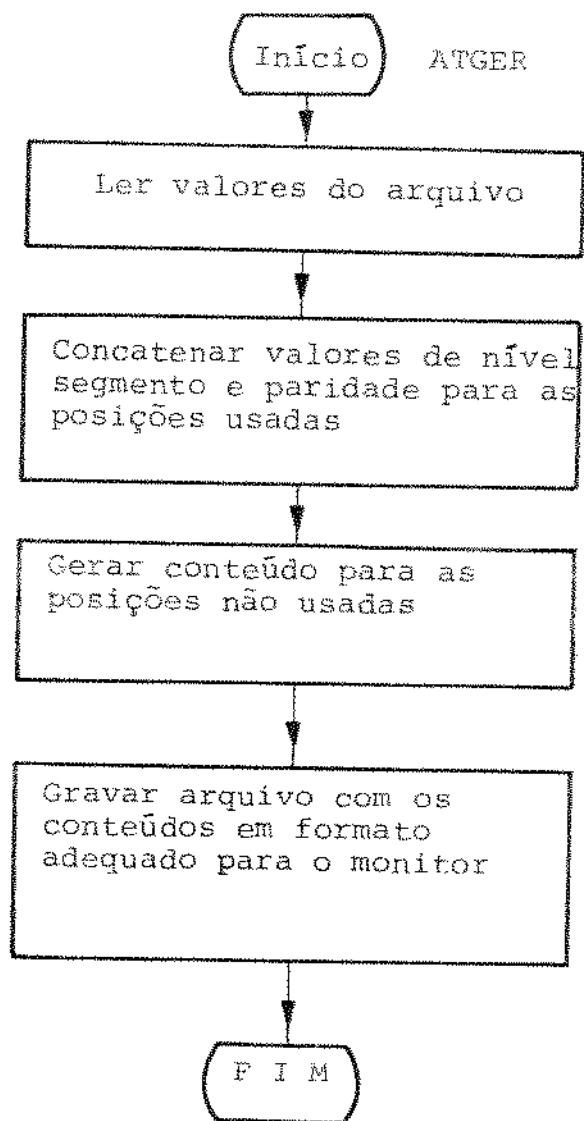 Início ATGER
Ler valores do arquivo
Concatenar valores de nível
segmento e paridade para as
posições usadas
Gerar conteúdo para as
posições não usadas
Gravar arquivo com os
conteúdos em formato
adequado para o monitor
F I M